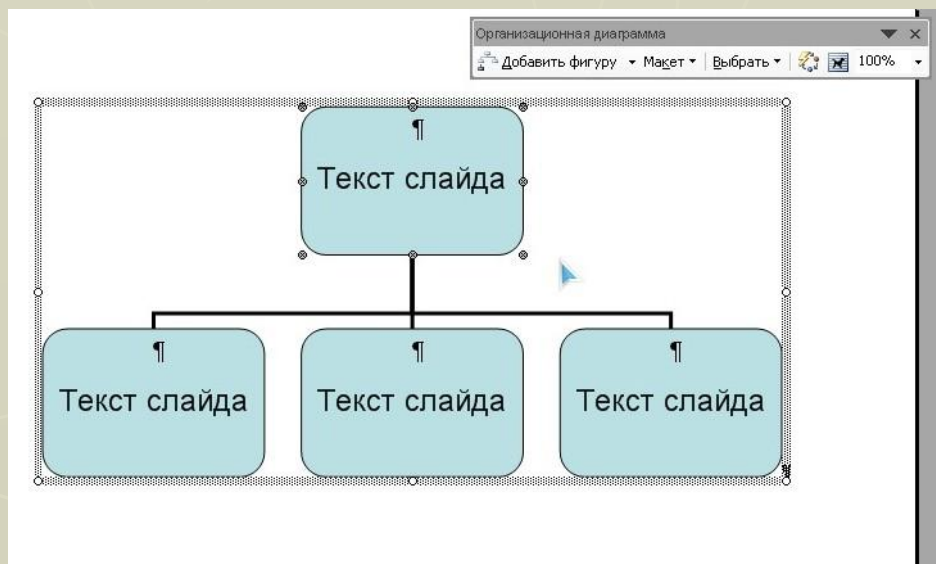 Организационная диаграмма
Добавить фигуру Макет Выбрать 100%
¶
Текст слайда
¶ ¶ ¶
Текст слайда Текст слайда Текст слайда
¶